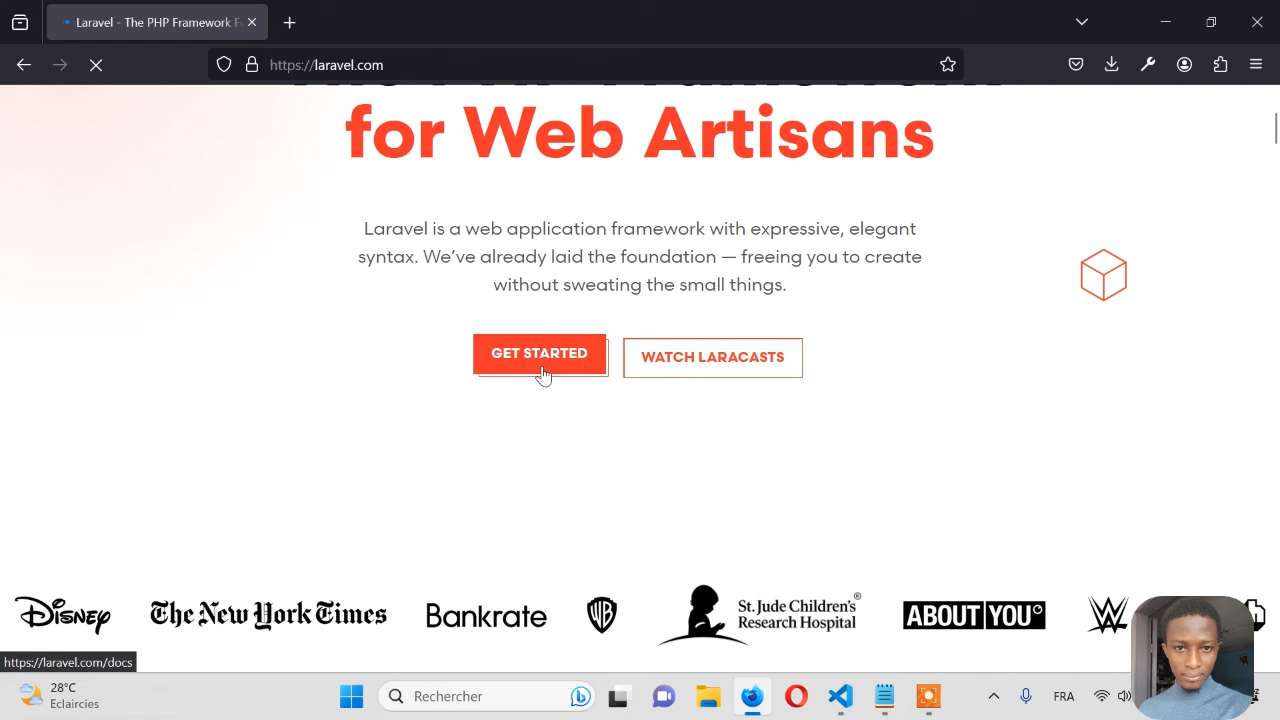 Laravel - The PHP Framework F
https://laravel.com
for Web Artisans
Laravel is a web application framework with expressive, elegant
syntax. We've already laid the foundation — freeing you to create
without sweating the small things.
GET STARTED
WATCH LARACASTS
Disney
The New York Times
Bankrate
WB
St. Jude Children's®
Research Hospital
ABOUT YOU
W
https://laravel.com/docs
28°C
Éclaircies
Rechercher
FRA